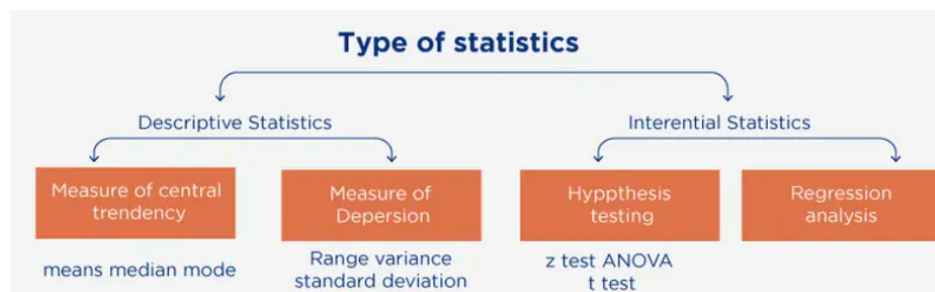 Type of statistics
Descriptive Statistics
Interential Statistics
Measure of central
trendency
means median mode
Measure of
Depersion
Range variance
standard deviation
Hyppthesis
testing
z test ANOVA
t test
Regression
analysis